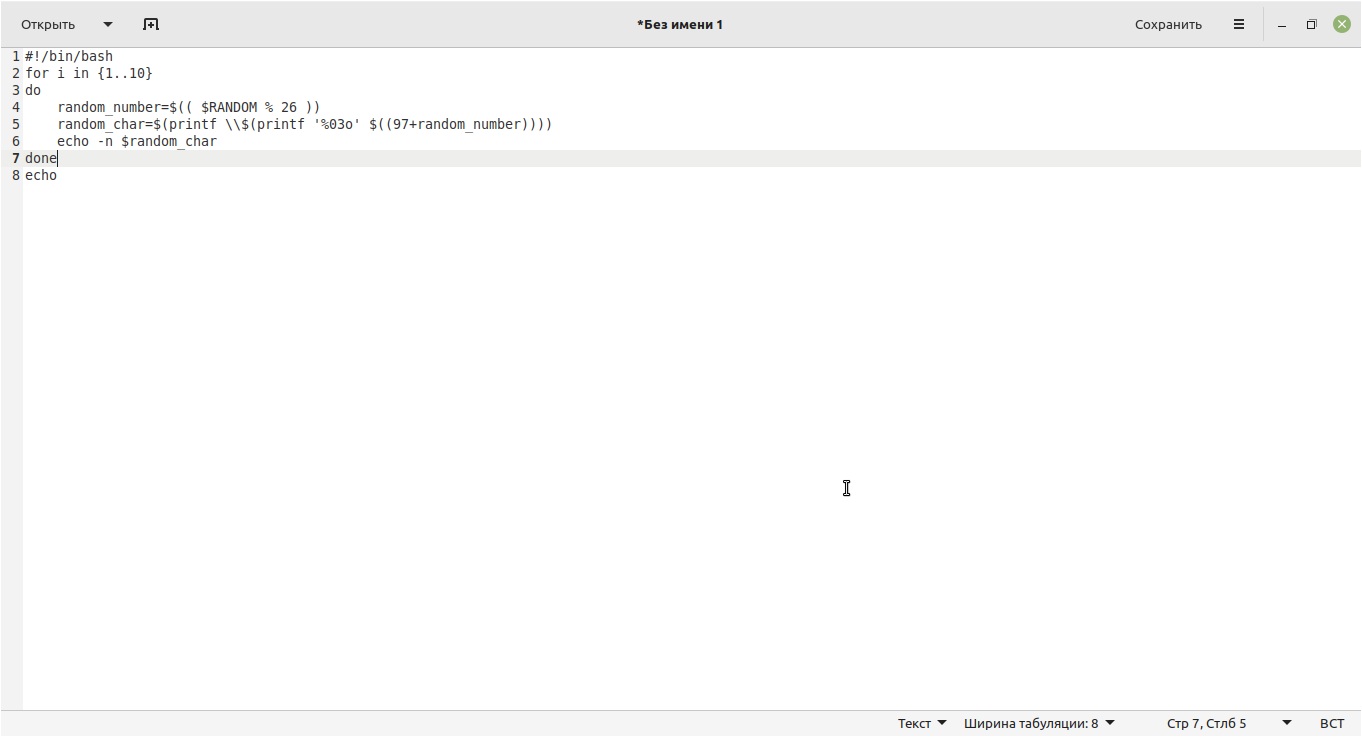 Открыть
*Без имени 1
Сохранить
1 #!/bin/bash
2 for i in {1..10}
3 do
4     random_number=$(( $RANDOM % 26 ))
5     random_char=$(printf \\$(printf '%03o' $((97+random_number))))
6     echo -n $random_char
7 done
8 echo
Текст
Ширина табуляции: 8
Стр 7, Стлб 5
ВСТ